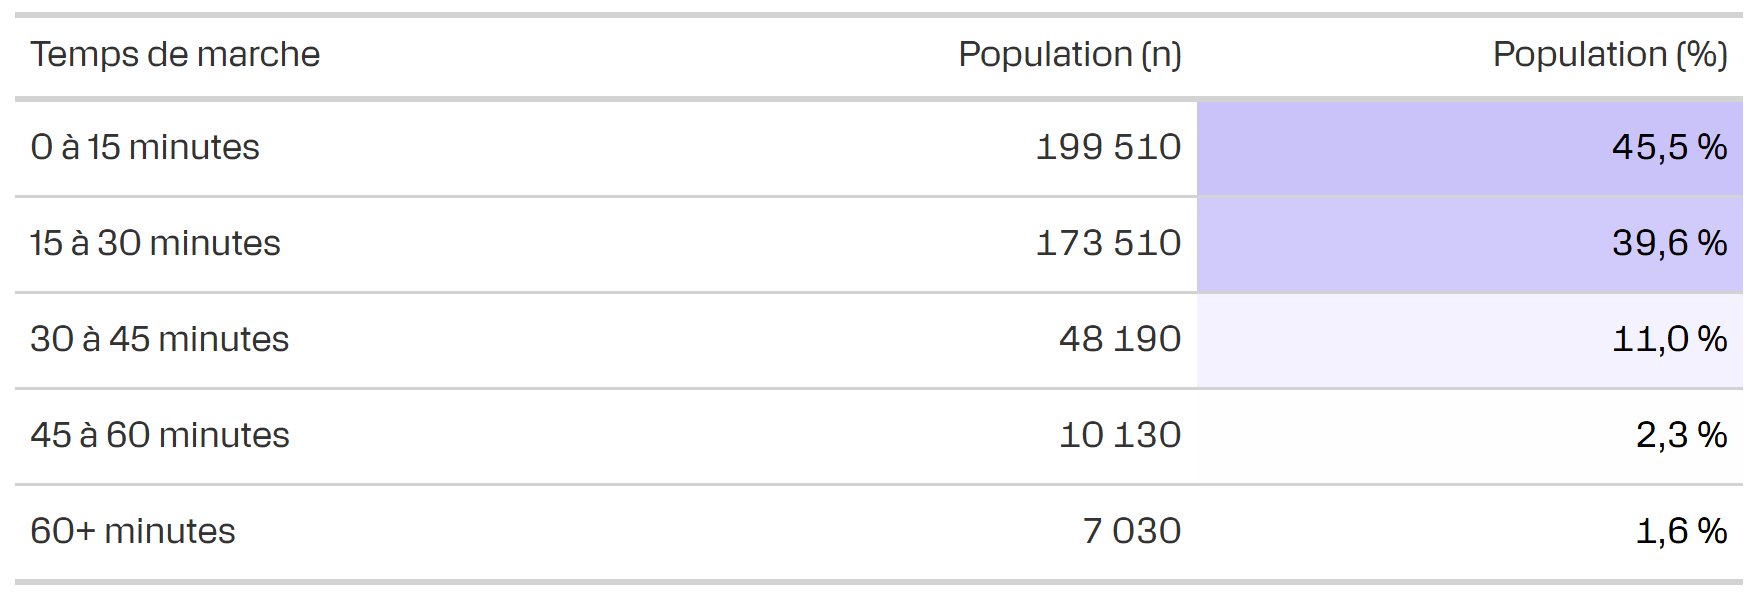 Temps de marche Population (n) Population (%)
0 à 15 minutes 199 510 45,5 %
15 à 30 minutes 173 510 39,6 %
30 à 45 minutes 48 190 11,0 %
45 à 60 minutes 10 130 2,3 %
60+ minutes 7 030 1,6 %